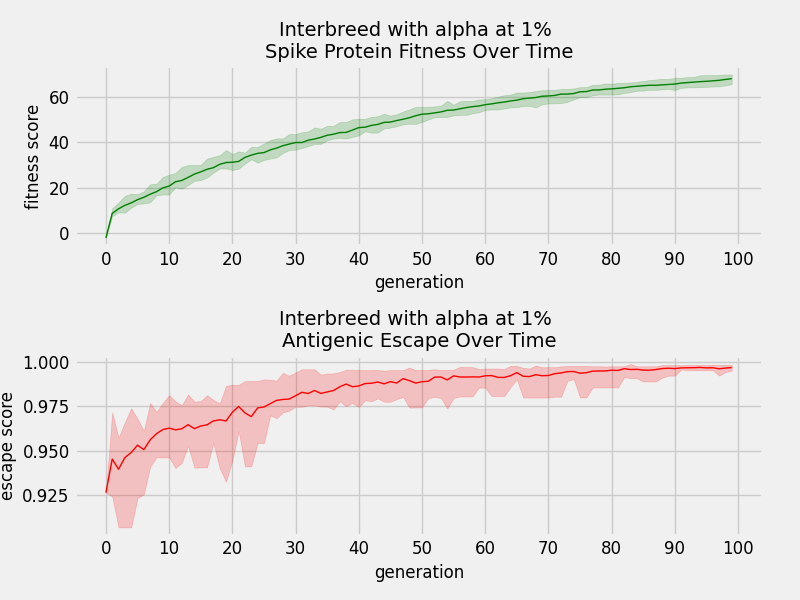 Interbreed with alpha at 1%
Spike Protein Fitness Over Time
fitness score
60
40
20
0
0 10 20 30 40 50 60 70 80 90 100
generation
Interbreed with alpha at 1%
Antigenic Escape Over Time
escape score
1.000
0.975
0.950
0.925
0 10 20 30 40 50 60 70 80 90 100
generation